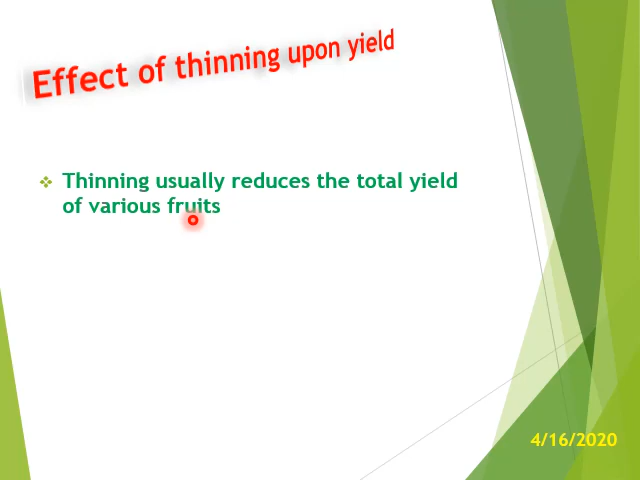 Effect of thinning upon yield
Thinning usually reduces the total yield
of various fruits
4/16/2020